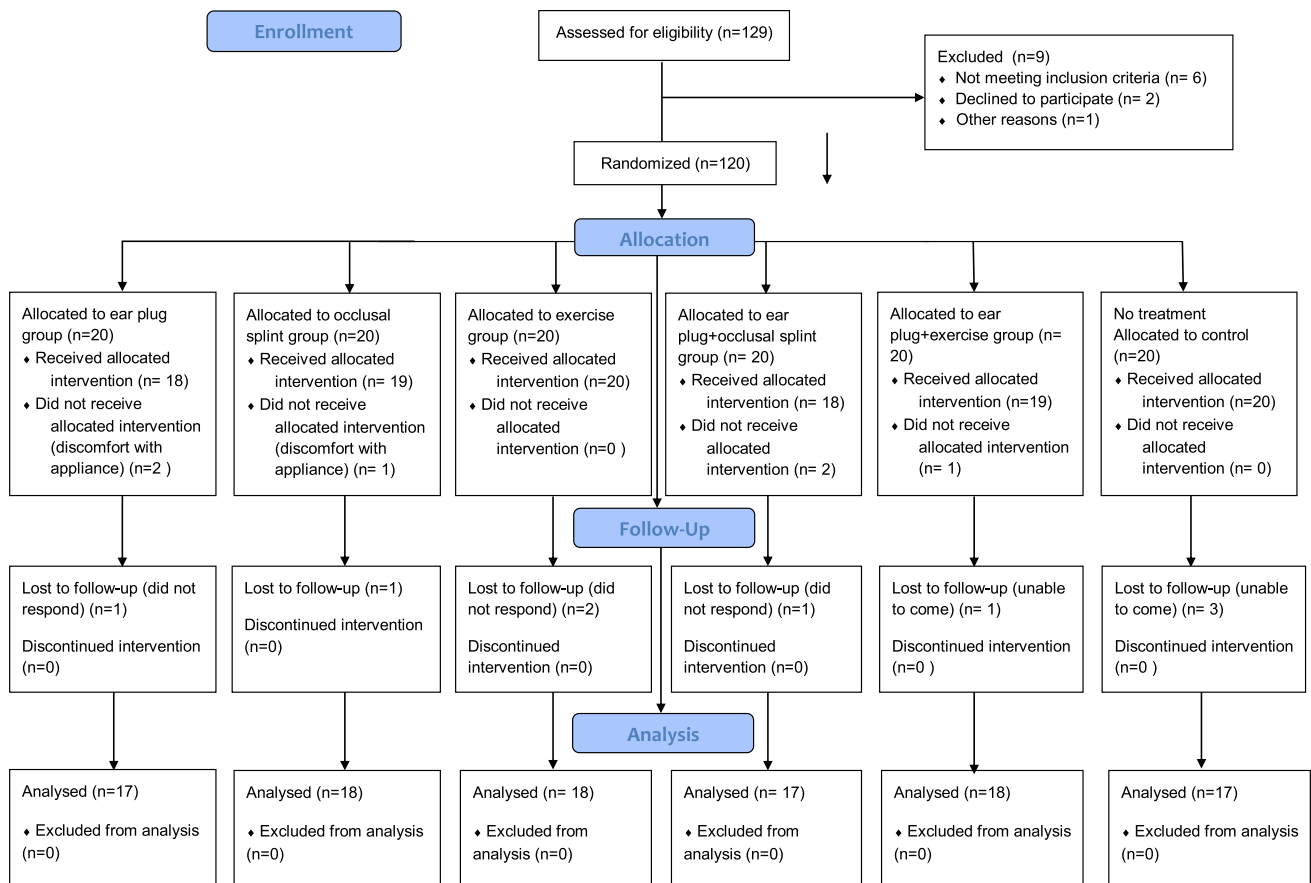 Enrollment
Assessed for eligibility (n=129)
Excluded (n=9)
♦ Not meeting inclusion criteria (n= 6)
♦ Declined to participate (n= 2)
♦ Other reasons (n=1)
Randomized (n=120)
Allocation
Allocated to ear plug
group (n=20)
♦ Received allocated
intervention (n= 18)
♦ Did not receive
allocated intervention
(discomfort with
appliance) (n=2 )
Allocated to occlusal
splint group (n=20)
♦ Received allocated
intervention (n= 19)
♦ Did not receive
allocated intervention
(discomfort with
appliance) (n= 1)
Allocated to exercise
group (n=20)
♦ Received allocated
intervention (n=20)
♦ Did not receive
allocated
intervention (n=0 )
Allocated to ear
plug+occlusal splint
group (n= 20)
♦ Received allocated
intervention (n= 18)
♦ Did not receive
allocated
intervention (n= 2)
Allocated to ear
plug+exercise group (n=
20)
♦ Received allocated
intervention (n=19)
♦ Did not receive
allocated intervention
(n= 1)
No treatment
Allocated to control
(n=20)
♦ Received allocated
intervention (n=20)
♦ Did not receive
allocated
intervention (n= 0)
Follow-Up
Lost to follow-up (did not
respond) (n=1)
Discontinued intervention
(n=0)
Lost to follow-up (n=1)
Discontinued intervention
(n=0)
Lost to follow-up (did not
respond) (n=2)
Discontinued
intervention (n=0)
Lost to follow-up (did not
respond) (n=1)
Discontinued
intervention (n=0)
Lost to follow-up (unable
to come) (n= 1)
Discontinued intervention
(n=0 )
Lost to follow-up (unable
to come) (n= 3)
Discontinued intervention
(n=0 )
Analysis
Analysed (n=17)
♦ Excluded from analysis
(n=0)
Analysed (n=18)
♦ Excluded from analysis
(n=0)
Analysed (n= 18)
♦ Excluded from
analysis (n=0)
Analysed (n= 17)
♦ Excluded from
analysis (n=0)
Analysed (n=18)
♦ Excluded from analysis
(n=0)
Analysed (n=17)
♦ Excluded from analysis
(n=0)